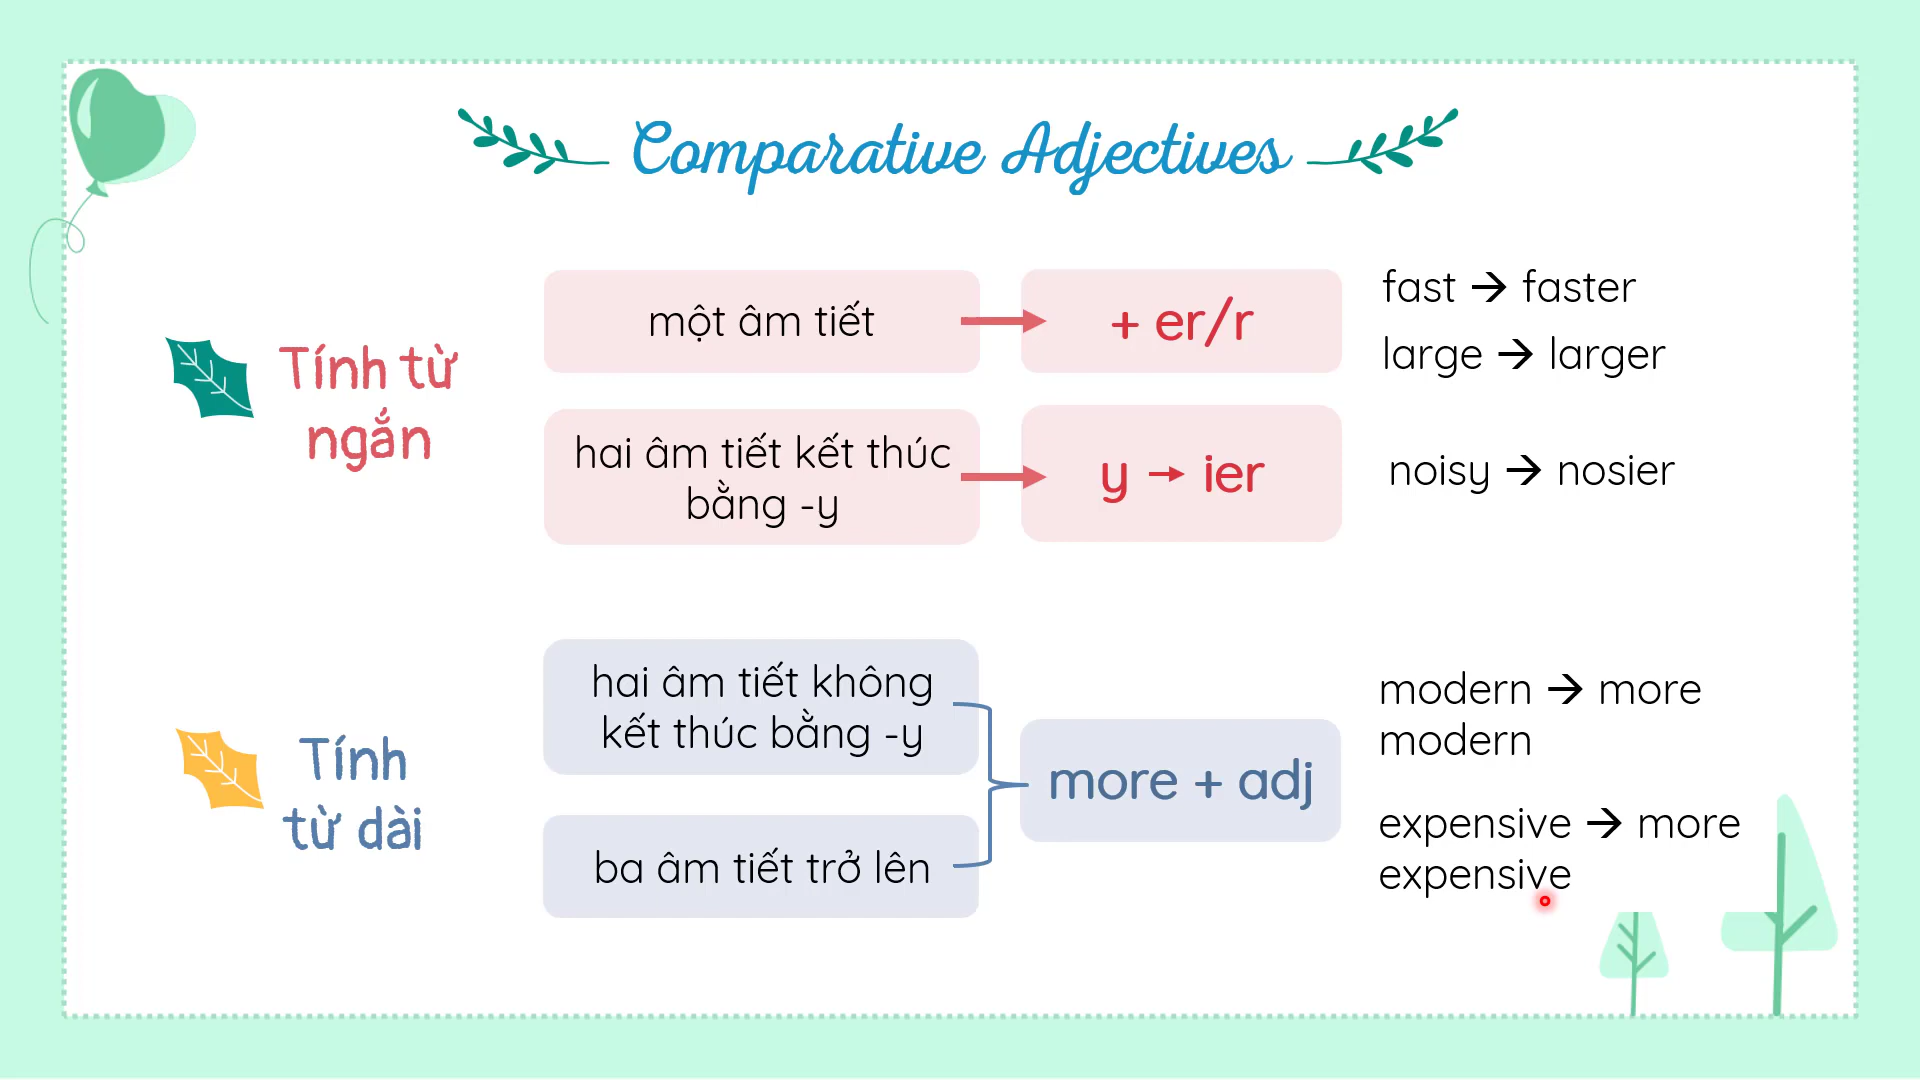 Comparative Adjectives
Tính từ
ngắn
một âm tiết
+ er/r
fast → faster
large → larger
hai âm tiết kết thúc
bằng -y
y → ier
noisy → nosier
Tính
từ dài
hai âm tiết không
kết thúc bằng -y
ba âm tiết trở lên
more + adj
modern → more
modern
expensive → more
expensive